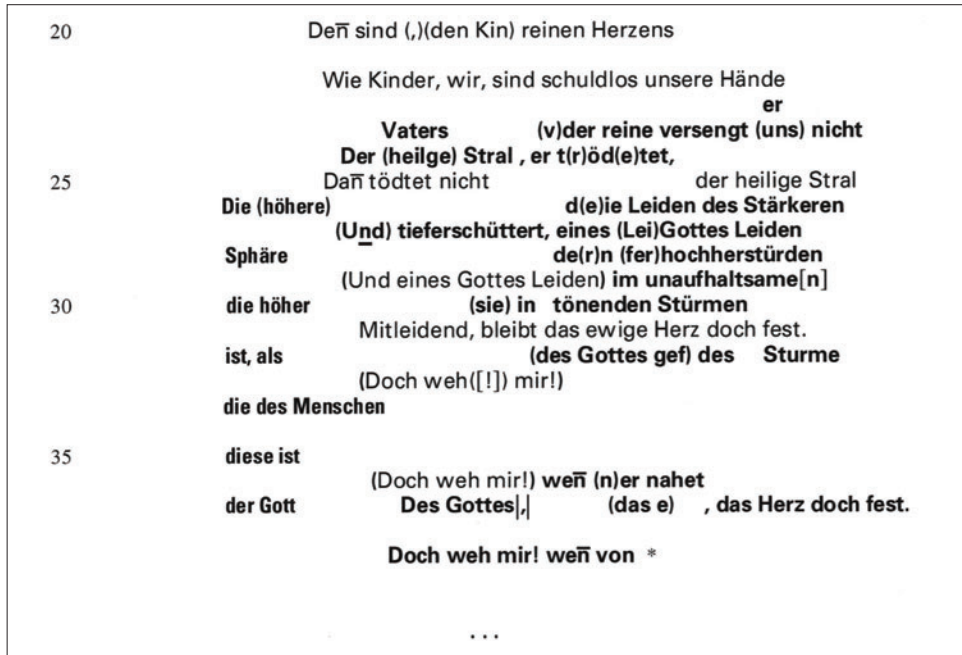 20 Den̅ sind (,)(den Kin) reinen Herzens
Wie Kinder, wir, sind schuldlos unsere Hände
er
Vaters (v)der reine versengt (uns) nicht
Der (heilge) Stral , er t(r)öd(e)tet,
25 Dan̅ tödtet nicht der heilige Stral
Die (höhere) d(e)ie Leiden des Stärkeren
(Und) tieferschüttert, eines (Lei)Gottes Leiden
Sphäre de(r)n (fer)hochherstürden
(Und eines Gottes Leiden) im unaufhaltsame[n]
30 die höher (sie) in tönenden Stürmen
Mitleidend, bleibt das ewige Herz doch fest.
ist, als (des Gottes gef) des Sturme
(Doch weh([!]) mir!)
die des Menschen
35 diese ist
(Doch weh mir!) wen̅ (n)er nahet
der Gott Des Gottes|,| (das e) , das Herz doch fest.
Doch weh mir! wen̅ von *
. . .